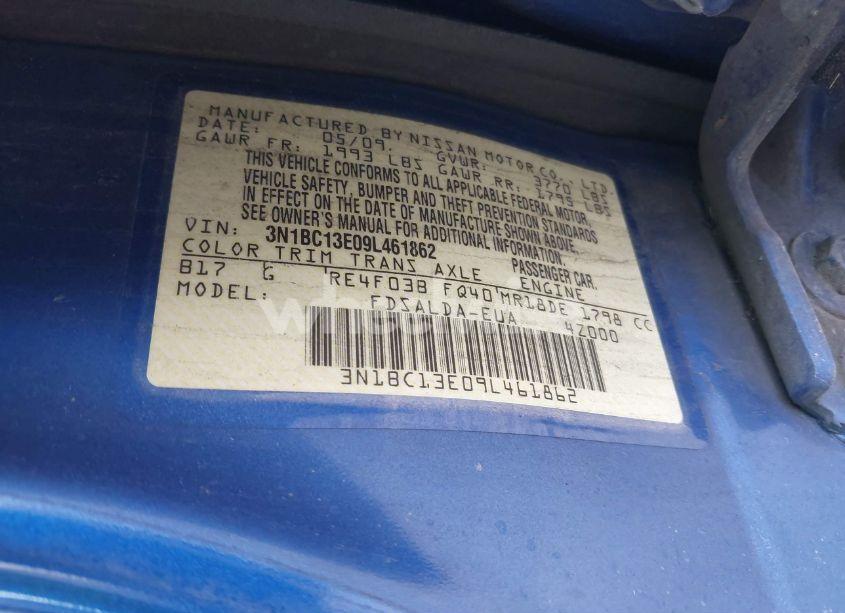 MANUFACTURED BY NISSAN MOTOR CO., LTD.
DATE: 05/09. GVWR: 3770 LBS
GAWR FR: 1993 LBS GAWR RR: 1799 LBS
THIS VEHICLE CONFORMS TO ALL APPLICABLE FEDERAL MOTOR
VEHICLE SAFETY, BUMPER AND THEFT PREVENTION STANDARDS
IN EFFECT ON THE DATE OF MANUFACTURE SHOWN ABOVE.
SEE OWNER'S MANUAL FOR ADDITIONAL INFORMATION.
VIN: 3N1BC13E09L461862 PASSENGER CAR.
COLOR TRIM TRANS AXLE ENGINE
B17 G RE4F03B FQ40 MR18DE 1798 CC
MODEL: FDSALDA-EUA 4Z000
3N1BC13E09L461862